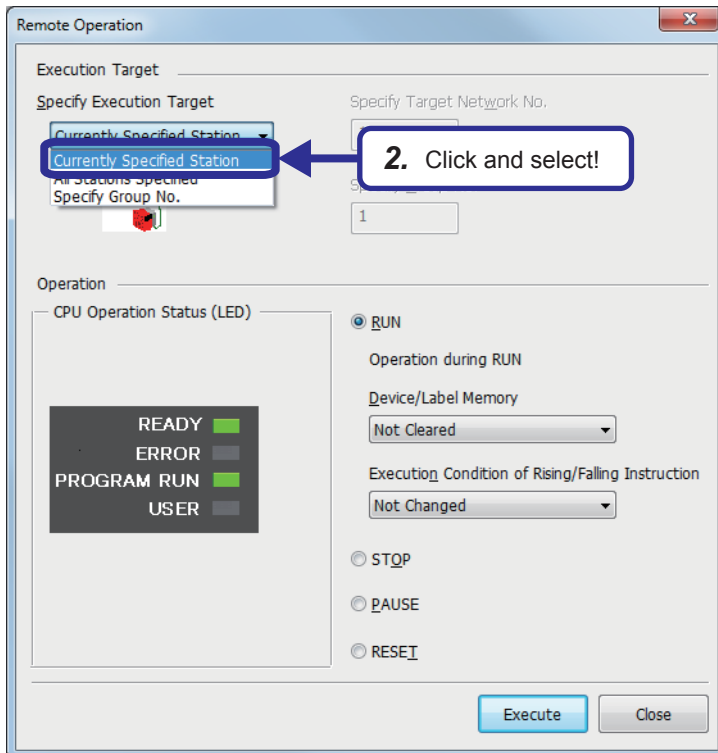 Remote Operation
Execution Target
Specify Execution Target
Specify Target Network No.
Currently Specified Station
Currently Specified Station
All Stations Specified
Specify Group No.
2. Click and select!
1
Operation
CPU Operation Status (LED)
READY
ERROR
PROGRAM RUN
USER
RUN
Operation during RUN
Device/Label Memory
Not Cleared
Execution Condition of Rising/Falling Instruction
Not Changed
STOP
PAUSE
RESET
Execute
Close